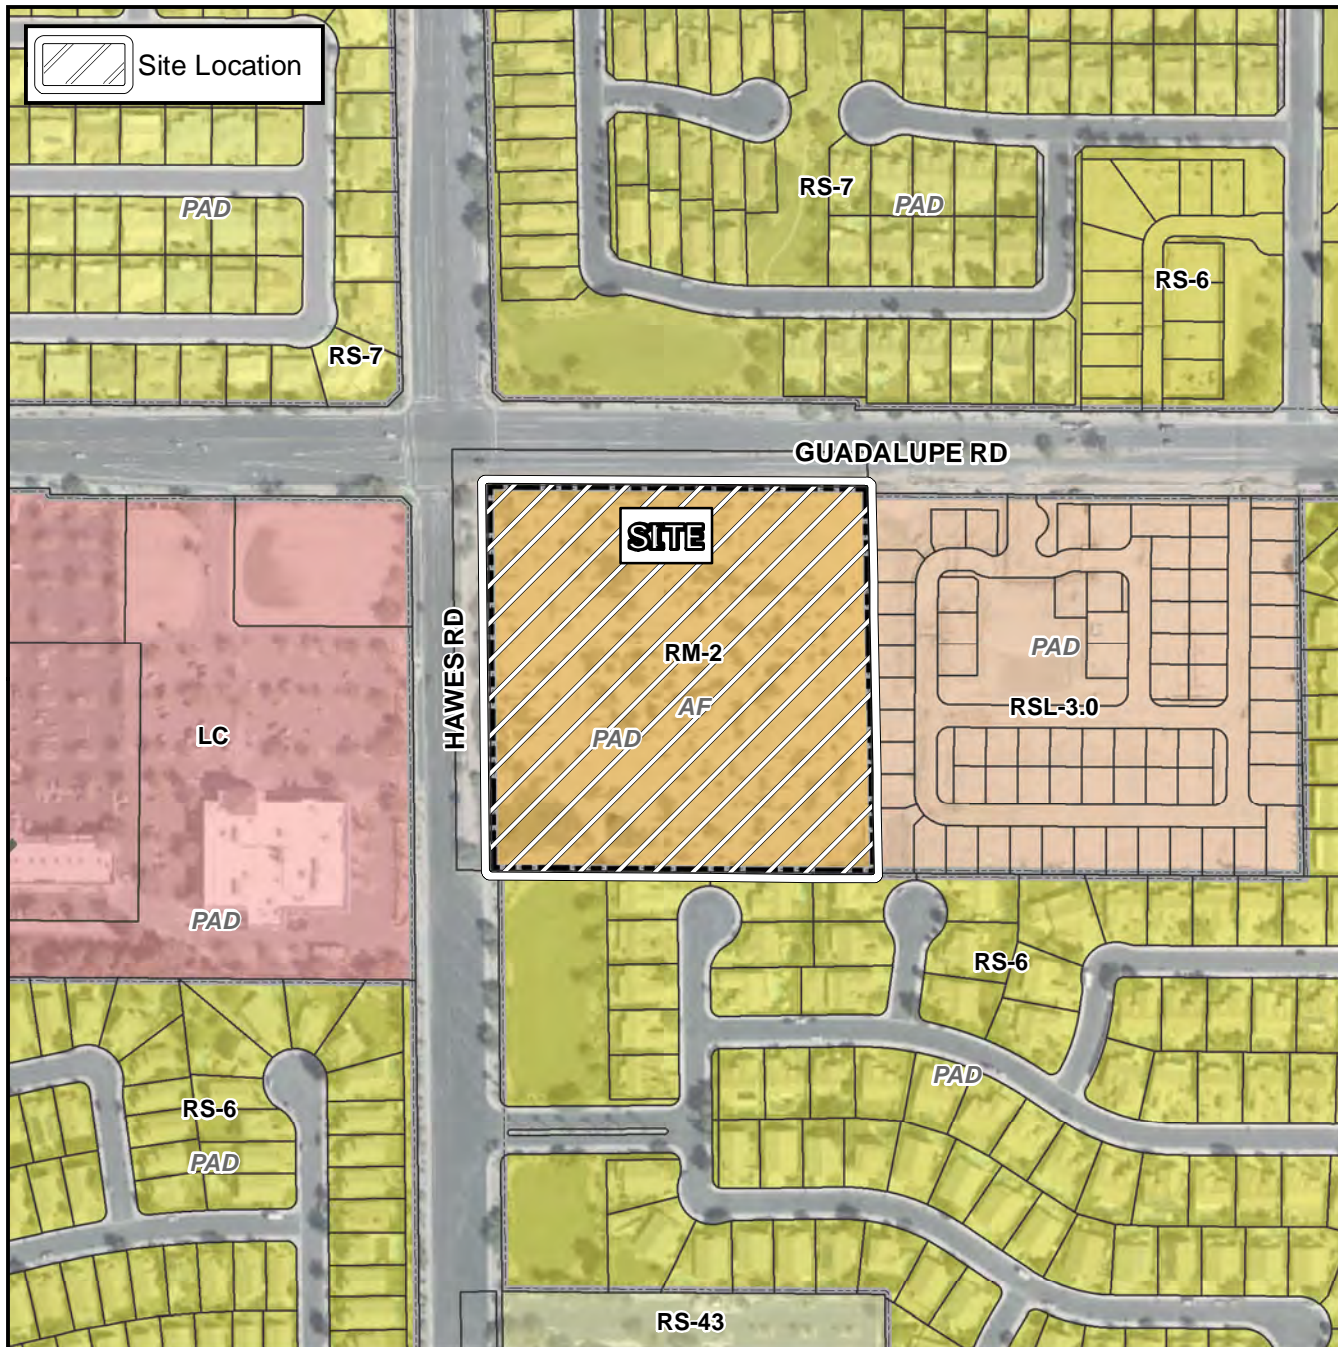 Site Location
PAD
RS-7
RS-7
PAD
RS-6
GUADALUPE RD
SITE
HAWES RD
RM-2
AF
PAD
PAD
RSL-3.0
LC
PAD
RS-6
PAD
RS-6
PAD
RS-43